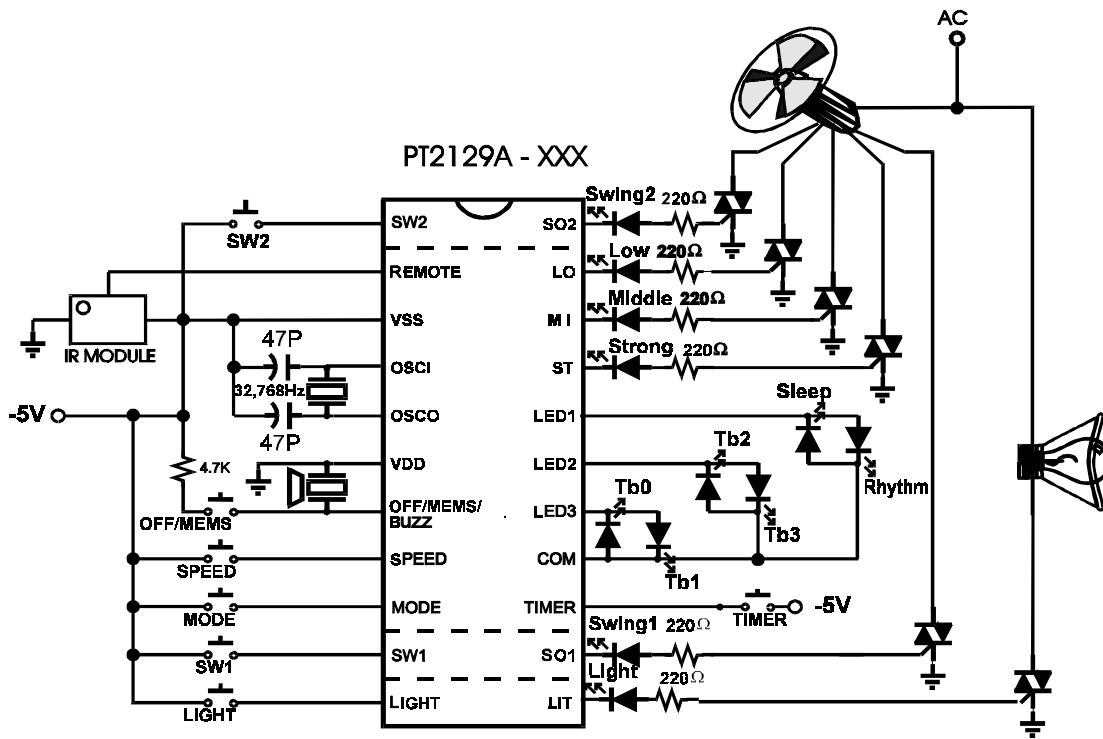 AC
PT2129A - XXX
SW2
SW2
REMOTE
IR MODULE
VSS
47P
OSCI
32,768Hz
-5V
OSCO
47P
VDD
4.7K
OFF/MEMS
OFF/MEMS/
BUZZ
SPEED
SPEED
MODE
MODE
SW1
SW1
LIGHT
LIGHT
Swing2 220Ω
SO2
Low 220Ω
LO
Middle 220Ω
MI
Strong 220Ω
ST
Sleep
LED1
Rhythm
Tb2
LED2
Tb3
Tb0
LED3
Tb1
COM
TIMER
TIMER
-5V
Swing1 220Ω
SO1
Light 220Ω
LIT